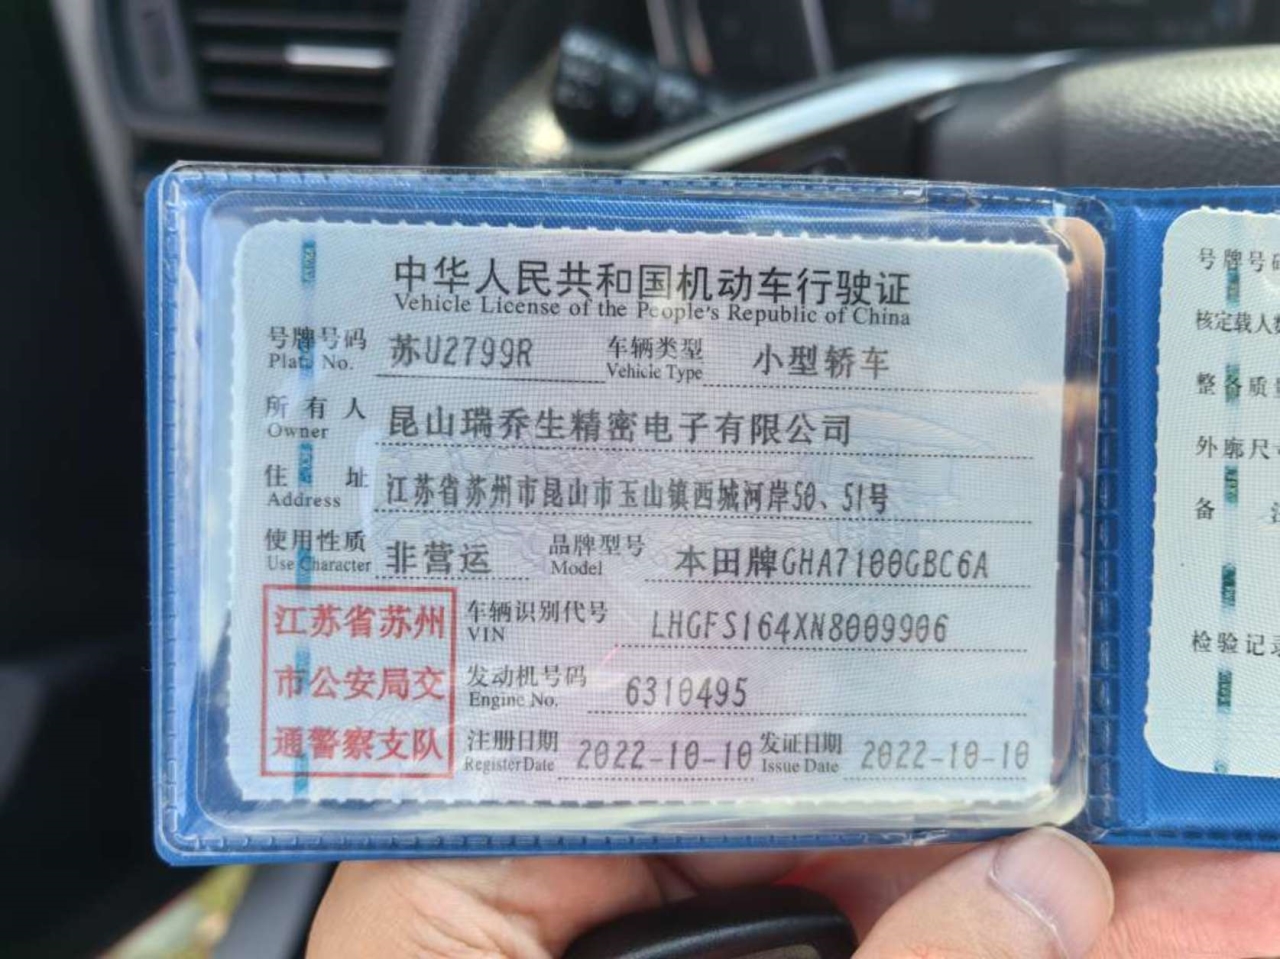 中华人民共和国机动车行驶证
Vehicle License of the People's Republic of China
号牌号码 苏U2799R 车辆类型 小型轿车
Plate No. Vehicle Type
所有人 昆山瑞乔生精密电子有限公司
Owner
住址 江苏省苏州市昆山市玉山镇西城河岸50、51号
Address
使用性质 非营运 品牌型号 本田牌GHA7100GBC6A
Use Character Model
江苏省苏州
市公安局交
通警察支队
车辆识别代号 LHGFS164XN8009906
VIN
发动机号码 6310495
Engine No.
注册日期 2022-10-10 发证日期 2022-10-10
Register Date Issue Date
号牌号码
核定载人数
整备质量
外廓尺寸
备
检验记录